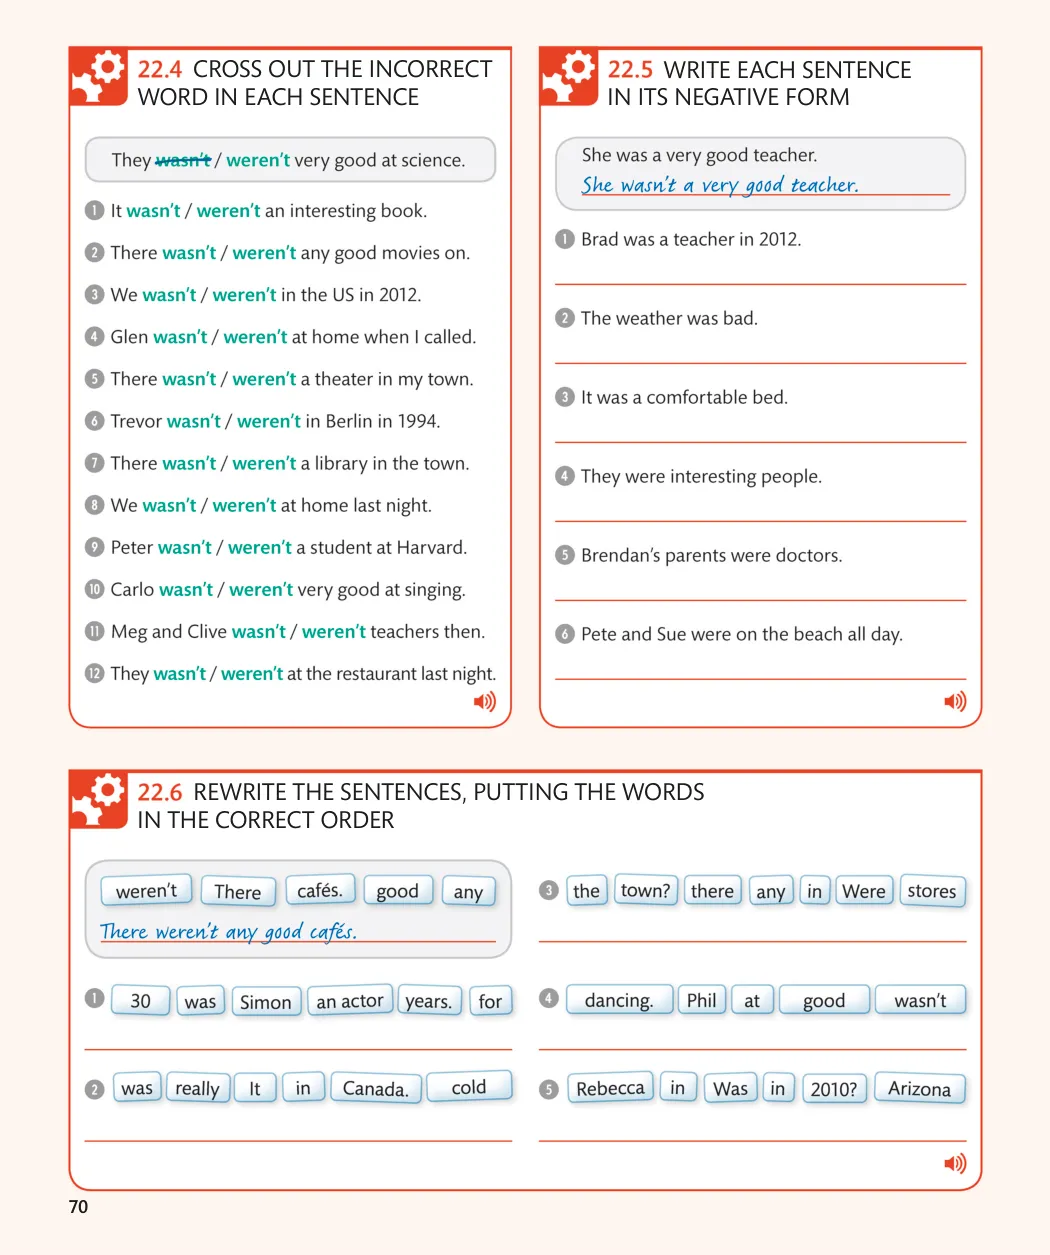 22.4 CROSS OUT THE INCORRECT
WORD IN EACH SENTENCE
They wasn't / weren't very good at science.
1 It wasn't / weren't an interesting book.
2 There wasn't / weren't any good movies on.
3 We wasn't / weren't in the US in 2012.
4 Glen wasn't / weren't at home when I called.
5 There wasn't / weren't a theater in my town.
6 Trevor wasn't / weren't in Berlin in 1994.
7 There wasn't / weren't a library in the town.
8 We wasn't / weren't at home last night.
9 Peter wasn't / weren't a student at Harvard.
10 Carlo wasn't / weren't very good at singing.
11 Meg and Clive wasn't / weren't teachers then.
12 They wasn't / weren't at the restaurant last night.
22.5 WRITE EACH SENTENCE
IN ITS NEGATIVE FORM
She was a very good teacher.
She wasn't a very good teacher.
1 Brad was a teacher in 2012.
2 The weather was bad.
3 It was a comfortable bed.
4 They were interesting people.
5 Brendan's parents were doctors.
6 Pete and Sue were on the beach all day.
22.6 REWRITE THE SENTENCES, PUTTING THE WORDS
IN THE CORRECT ORDER
weren't There cafés. good any
There weren't any good cafés.
1 30 was Simon an actor years. for
2 was really It in Canada. cold
3 the town? there any in Were stores
4 dancing. Phil at good wasn't
5 Rebecca in Was in 2010? Arizona
70